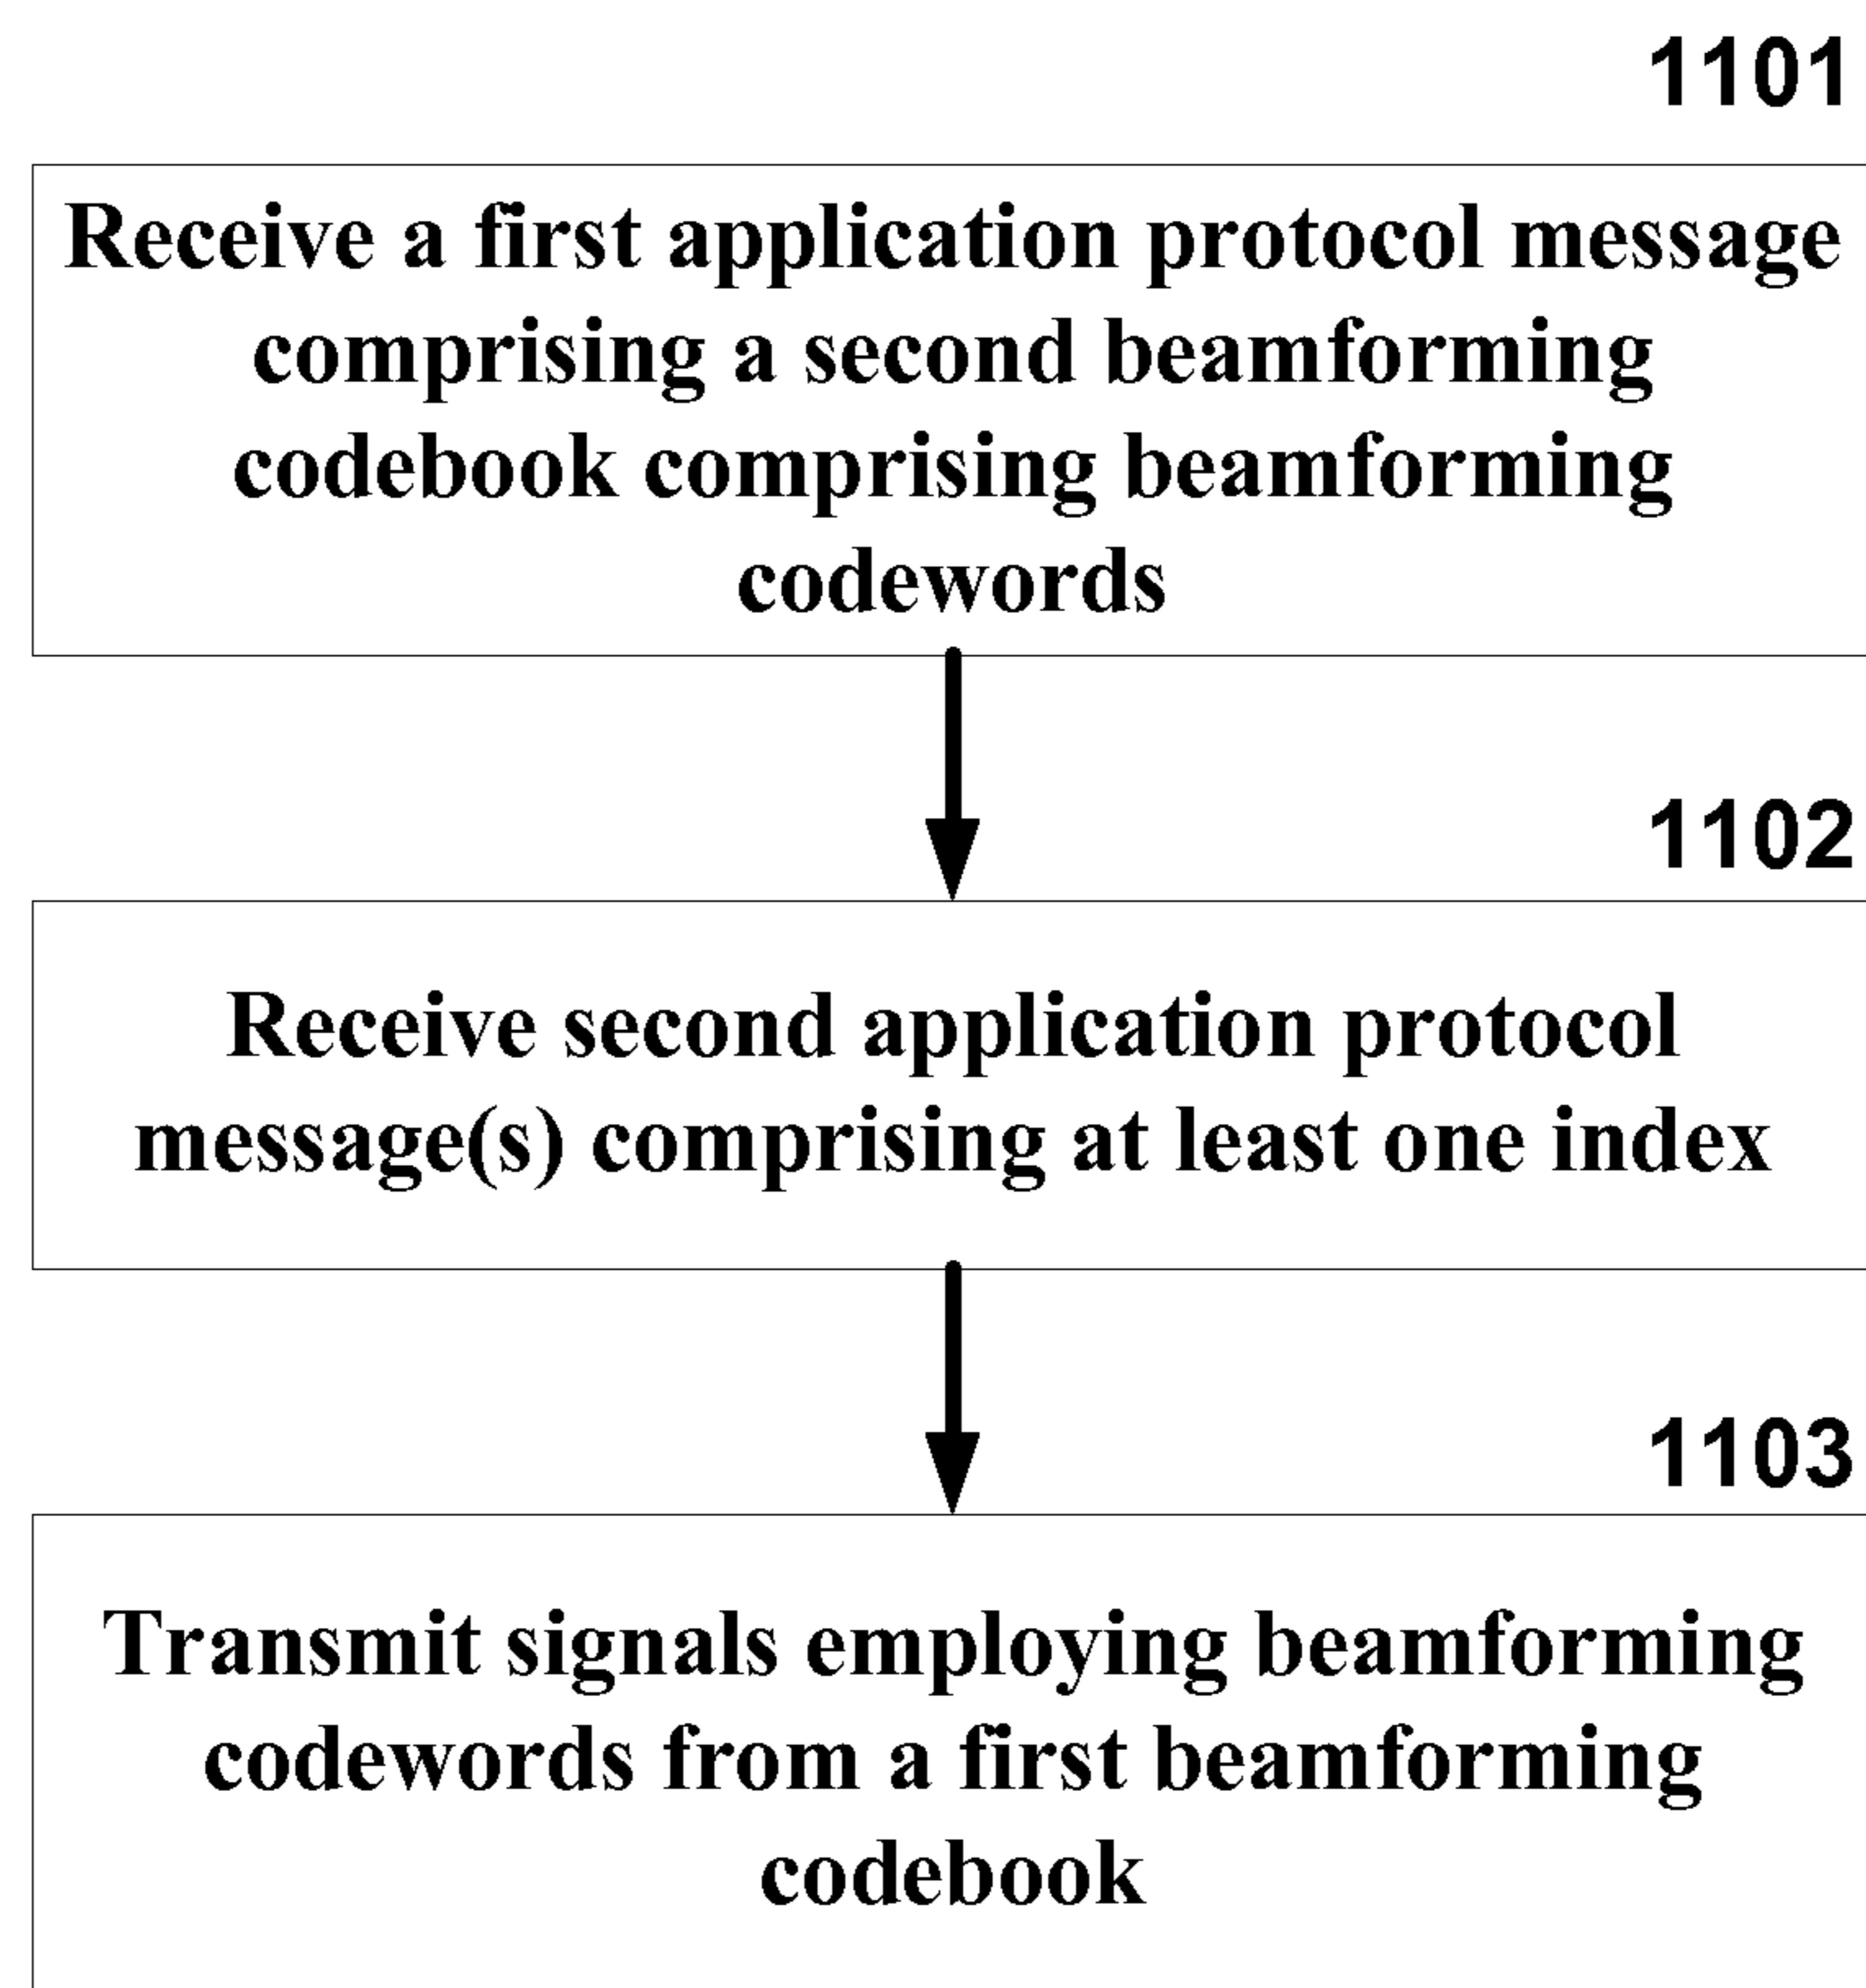 1101
Receive a first application protocol message
comprising a second beamforming
codebook comprising beamforming
codewords
1102
Receive second application protocol
message(s) comprising at least one index
1103
Transmit signals employing beamforming
codewords from a first beamforming
codebook